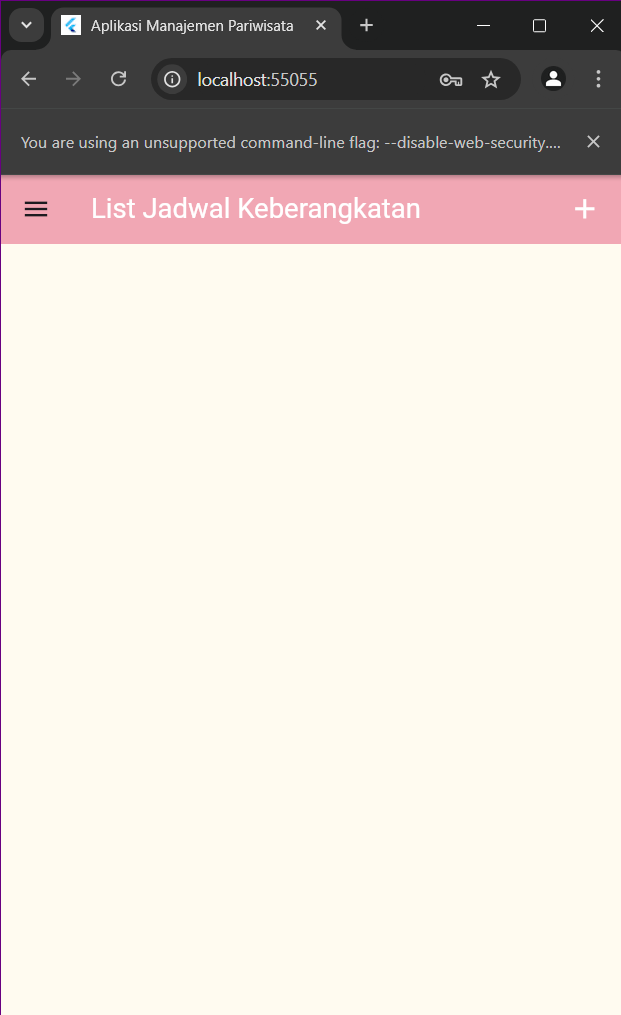 Aplikasi Manajemen Pariwisata
localhost:55055
You are using an unsupported command-line flag: --disable-web-security....
List Jadwal Keberangkatan